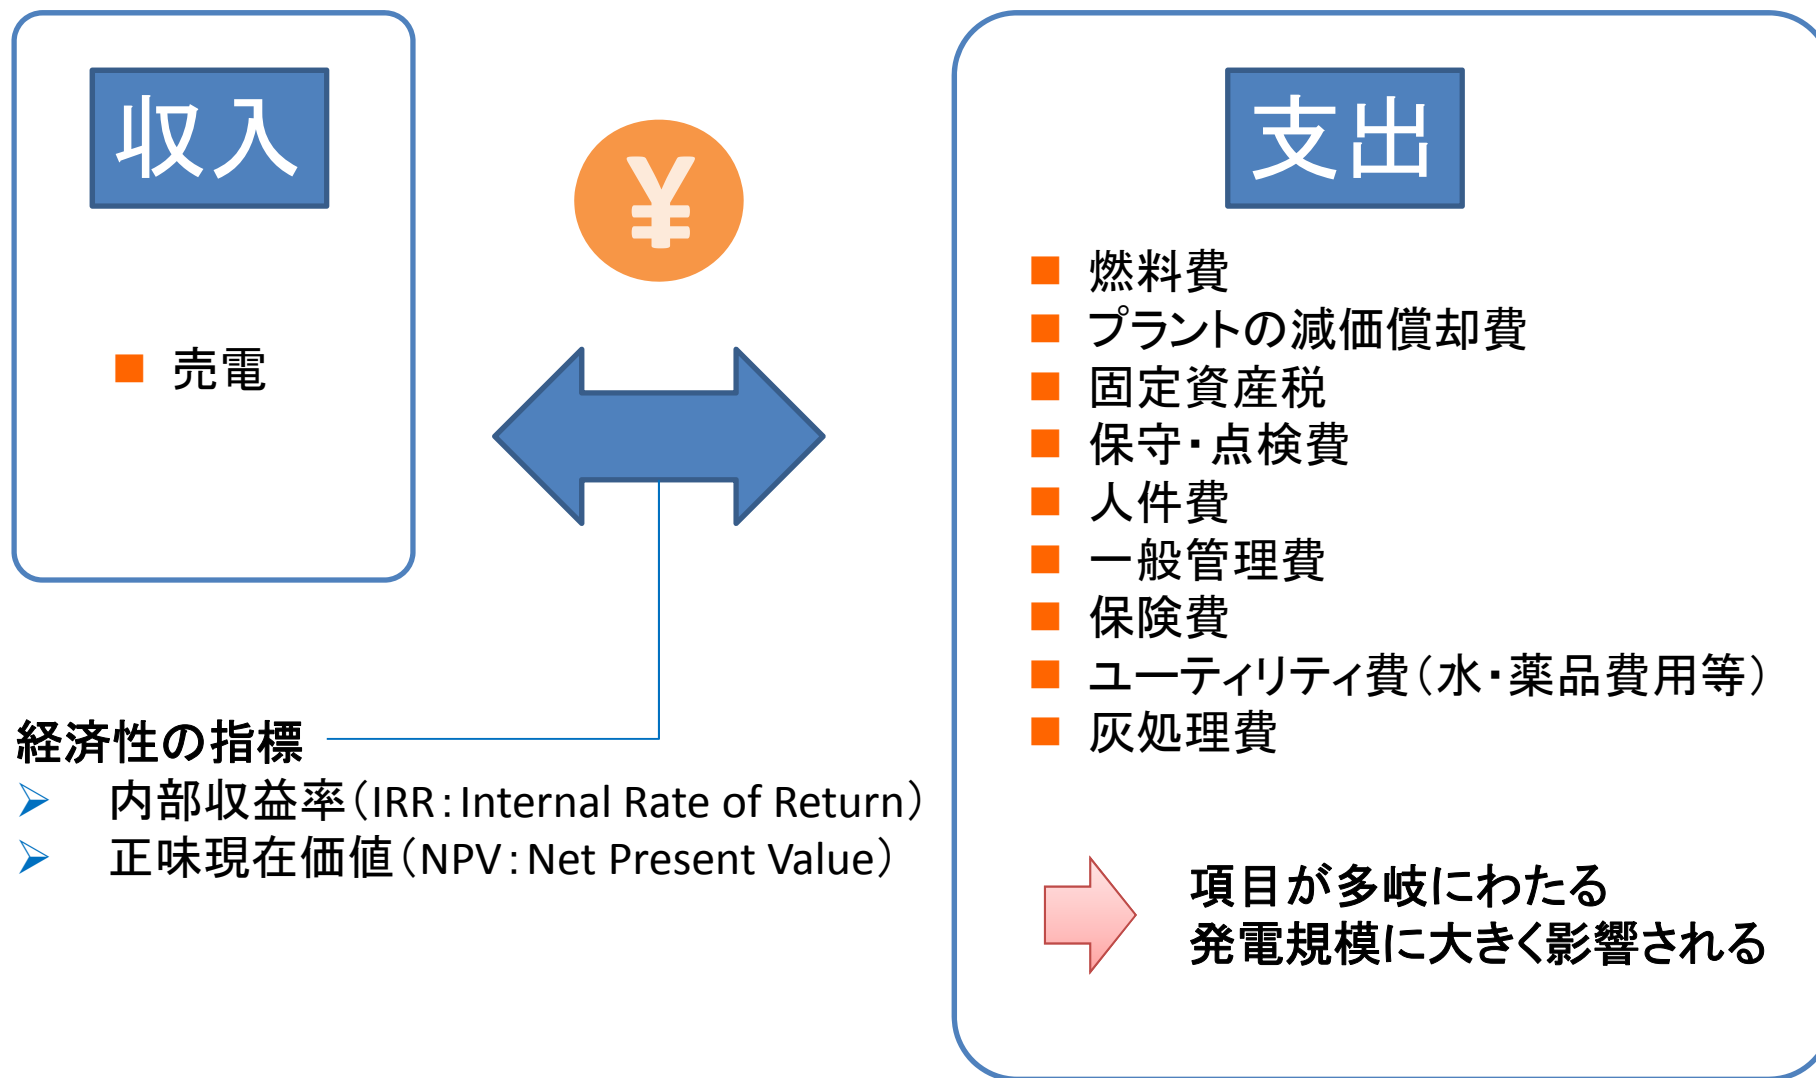 収入
売電
¥
経済性の指標
内部収益率（IRR：Internal Rate of Return）
正味現在価値（NPV：Net Present Value）
支出
燃料費
プラントの減価償却費
固定資産税
保守・点検費
人件費
一般管理費
保険費
ユーティリティ費（水・薬品費用等）
灰処理費
項目が多岐にわたる
発電規模に大きく影響される